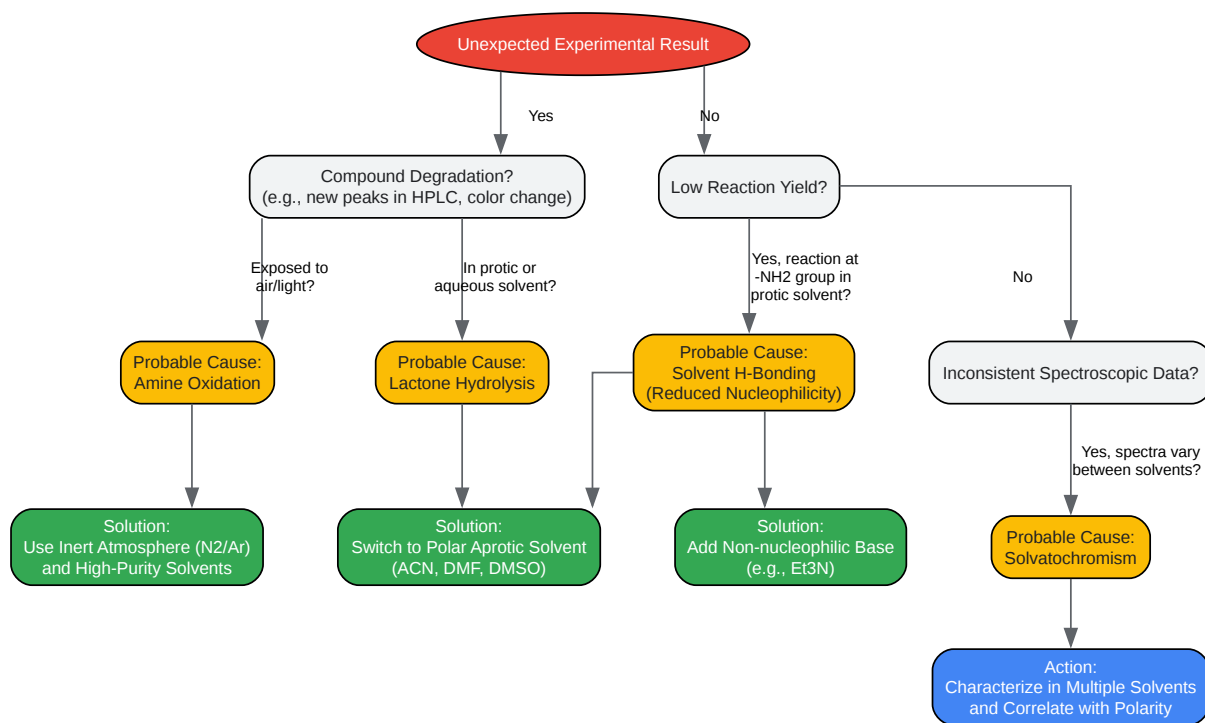 Unexpected Experimental Result
Yes
No
Compound Degradation?
(e.g., new peaks in HPLC, color change)
Low Reaction Yield?
Exposed to
air/light?
In protic or
aqueous solvent?
Yes, reaction at
-NH2 group in
protic solvent?
No
Probable Cause:
Amine Oxidation
Probable Cause:
Lactone Hydrolysis
Probable Cause:
Solvent H-Bonding
(Reduced Nucleophilicity)
Inconsistent Spectroscopic Data?
Yes, spectra vary
between solvents?
Solution:
Use Inert Atmosphere (N2/Ar)
and High-Purity Solvents
Solution:
Switch to Polar Aprotic Solvent
(ACN, DMF, DMSO)
Solution:
Add Non-nucleophilic Base
(e.g., Et3N)
Probable Cause:
Solvatochromism
Action:
Characterize in Multiple Solvents
and Correlate with Polarity